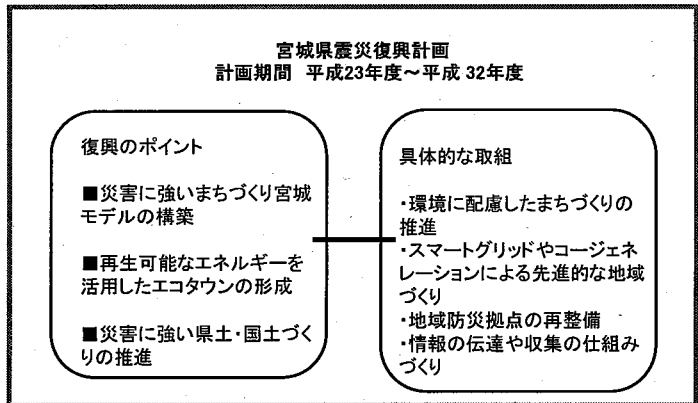 宮城県震災復興計画
計画期間 平成23年度~平成 32年度
復興のポイント
■災害に強いまちづくり宮城
モデルの構築
■再生可能なエネルギーを
活用したエコタウンの形成
■災害に強い県土・国土づく
りの推進
具体的な取組
・環境に配慮したまちづくりの
推進
・スマートグリッドやコージェネ
レーションによる先進的な地域
づくり
・地域防災拠点の再整備
・情報の伝達や収集の仕組み
づくり